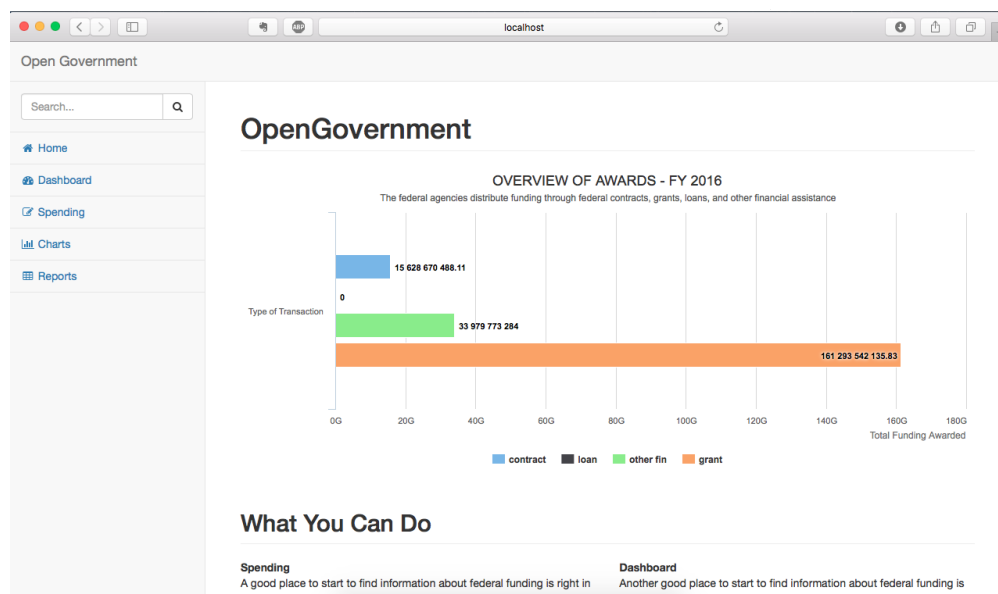 localhost
ABP
Open Government
Search...
Home
Dashboard
Spending
Charts
Reports
OpenGovernment
OVERVIEW OF AWARDS - FY 2016
The federal agencies distribute funding through federal contracts, grants, loans, and other financial assistance
15 628 670 488.11
0
Type of Transaction
33 979 773 284
161 293 542 135.83
0G 20G 40G 60G 80G 100G 120G 140G 160G 180G
Total Funding Awarded
contract loan other fin grant
What You Can Do
Spending
A good place to start to find information about federal funding is right in
Dashboard
Another good place to start to find information about federal funding is